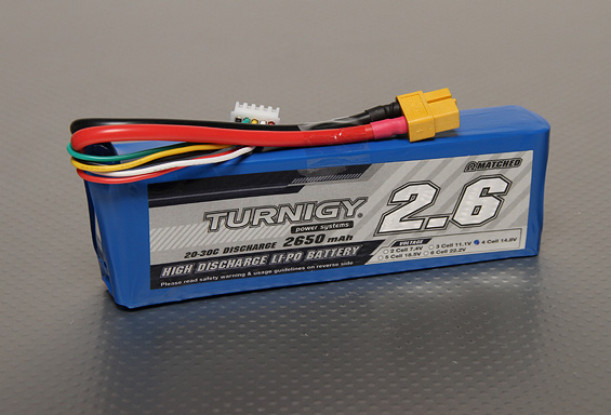 ΩMATCHED
TURNIGY®
power systems
2.6
20-30C DISCHARGE 2650 mAh
HIGH DISCHARGE LI-PO BATTERY
Please read safety warning & usage guidelines on reverse side
VOLTAGE
2 Cell 7.4V 3 Cell 11.1V 4 Cell 14.8V
5 Cell 18.5V 6 Cell 22.2V